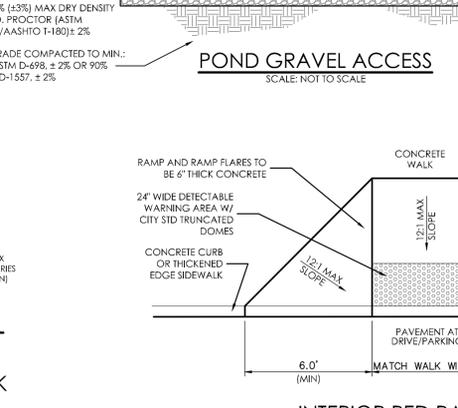 % (±3%) MAX DRY DENSITY
D. PROCTOR (ASTM
/AASHTO T-180)± 2%
RADE COMPACTED TO MIN.:
STM D-698, ± 2% OR 90%
D-1557, ± 2%
POND GRAVEL ACCESS
SCALE: NOT TO SCALE
RAMP AND RAMP FLARES TO
BE 6" THICK CONCRETE
24" WIDE DETECTABLE
WARNING AREA W/
CITY STD TRUNCATED
DOMES
CONCRETE CURB
OR THICKENED
EDGE SIDEWALK
CONCRETE
WALK
12:1 MAX
SLOPE
12:1 MAX
SLOPE
X
RIES
N)
PAVEMENT AT
DRIVE/PARKING
6.0'
(MIN)
MATCH WALK WI
K